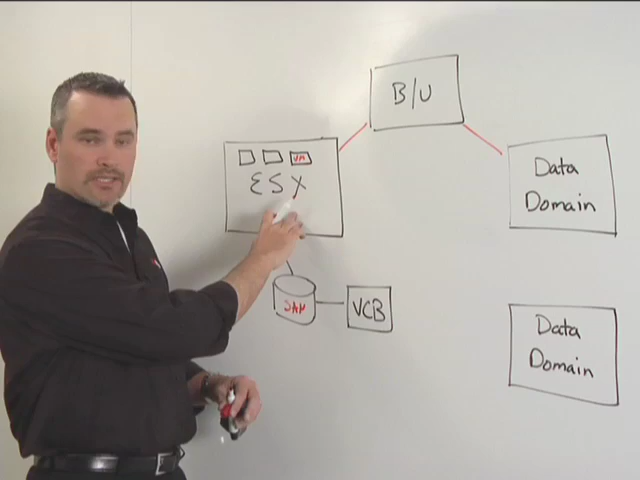 B/U
VM
ESX
Data
Domain
SAN
VCB
Data
Domain